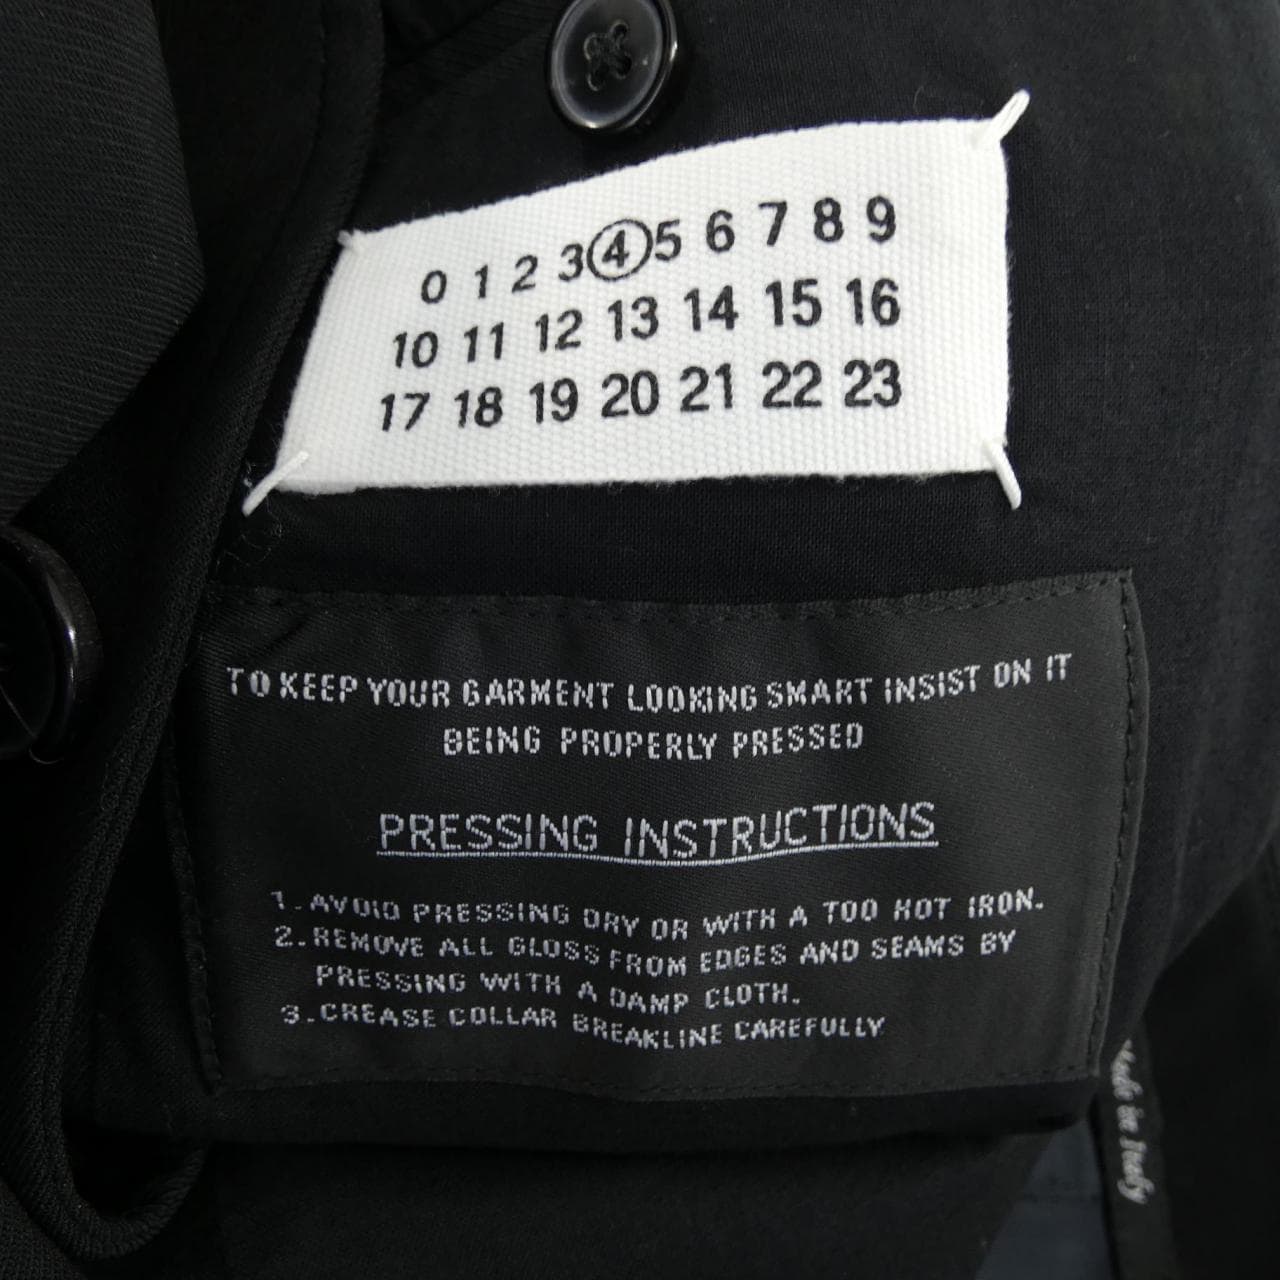 0 1 2 3 4 5 6 7 8 9
10 11 12 13 14 15 16
17 18 19 20 21 22 23
TO KEEP YOUR GARMENT LOOKING SMART INSIST ON IT
BEING PROPERLY PRESSED
PRESSING INSTRUCTIONS
1. AVOID PRESSING DRY OR WITH A TOO HOT IRON.
2. REMOVE ALL GLOSS FROM EDGES AND SEAMS BY
PRESSING WITH A DAMP CLOTH.
3. CREASE COLLAR BREAKLINE CAREFULLY
Made in Italy